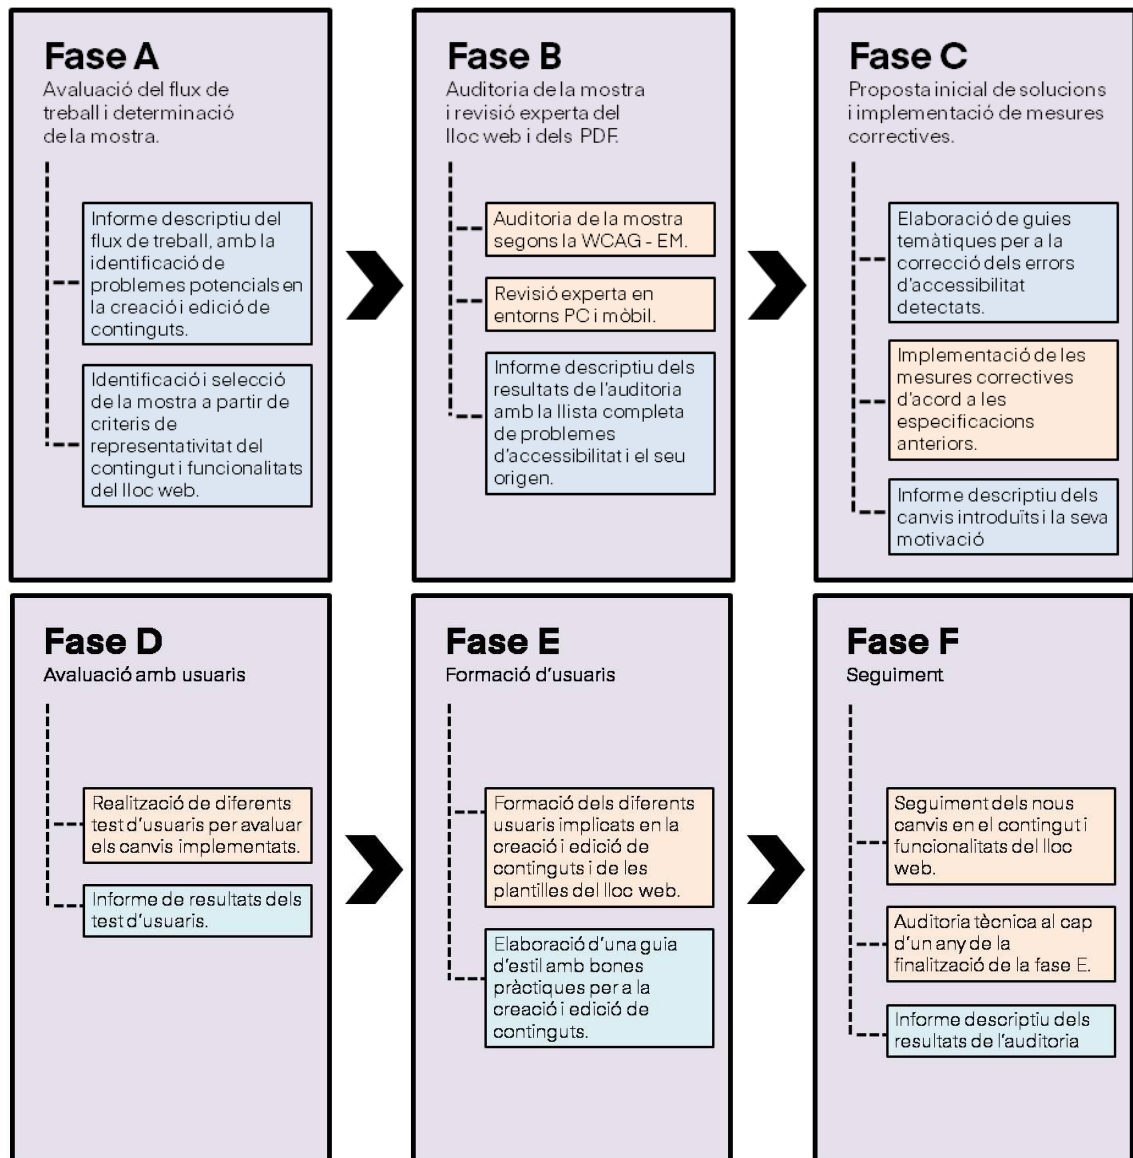 Fase A
Avaluació del flux de
treball i determinació
de la mostra.
Informe descriptiu del
flux de treball, amb la
identificació de
problemes potencials en
la creació i edició de
continguts.
Identificació i selecció
de la mostra a partir de
criteris de
representativitat del
contingut i funcionalitats
del lloc web.
Fase B
Auditoria de la mostra
i revisió experta del
lloc web i dels PDF.
Auditoria de la mostra
segons la WCAG - EM.
Revisió experta en
entorns PC i mòbil.
Informe descriptiu dels
resultats de l'auditoria
amb la llista completa
de problemes
d'accessibilitat i el seu
origen.
Fase C
Proposta inicial de solucions
i implementació de mesures
correctives.
Elaboració de guies
temàtiques per a la
correcció dels errors
d'accessibilitat
detectats.
Implementació de les
mesures correctives
d'acord a les
especificacions
anteriors.
Informe descriptiu dels
canvis introduïts i la seva
motivació
Fase D
Avaluació amb usuaris
Realització de diferents
test d'usuaris per avaluar
els canvis implementats.
Informe de resultats dels
test d'usuaris.
Fase E
Formació d'usuaris
Formació dels diferents
usuaris implicats en la
creació i edició de
continguts i de les
plantilles del lloc web.
Elaboració d'una guia
d'estil amb bones
pràctiques per a la
creació i edició de
continguts.
Fase F
Seguiment
Seguiment dels nous
canvis en el contingut i
funcionalitats del lloc
web.
Auditoria tècnica al cap
d'un any de la
finalització de la fase E.
Informe descriptiu dels
resultats de l'auditoria